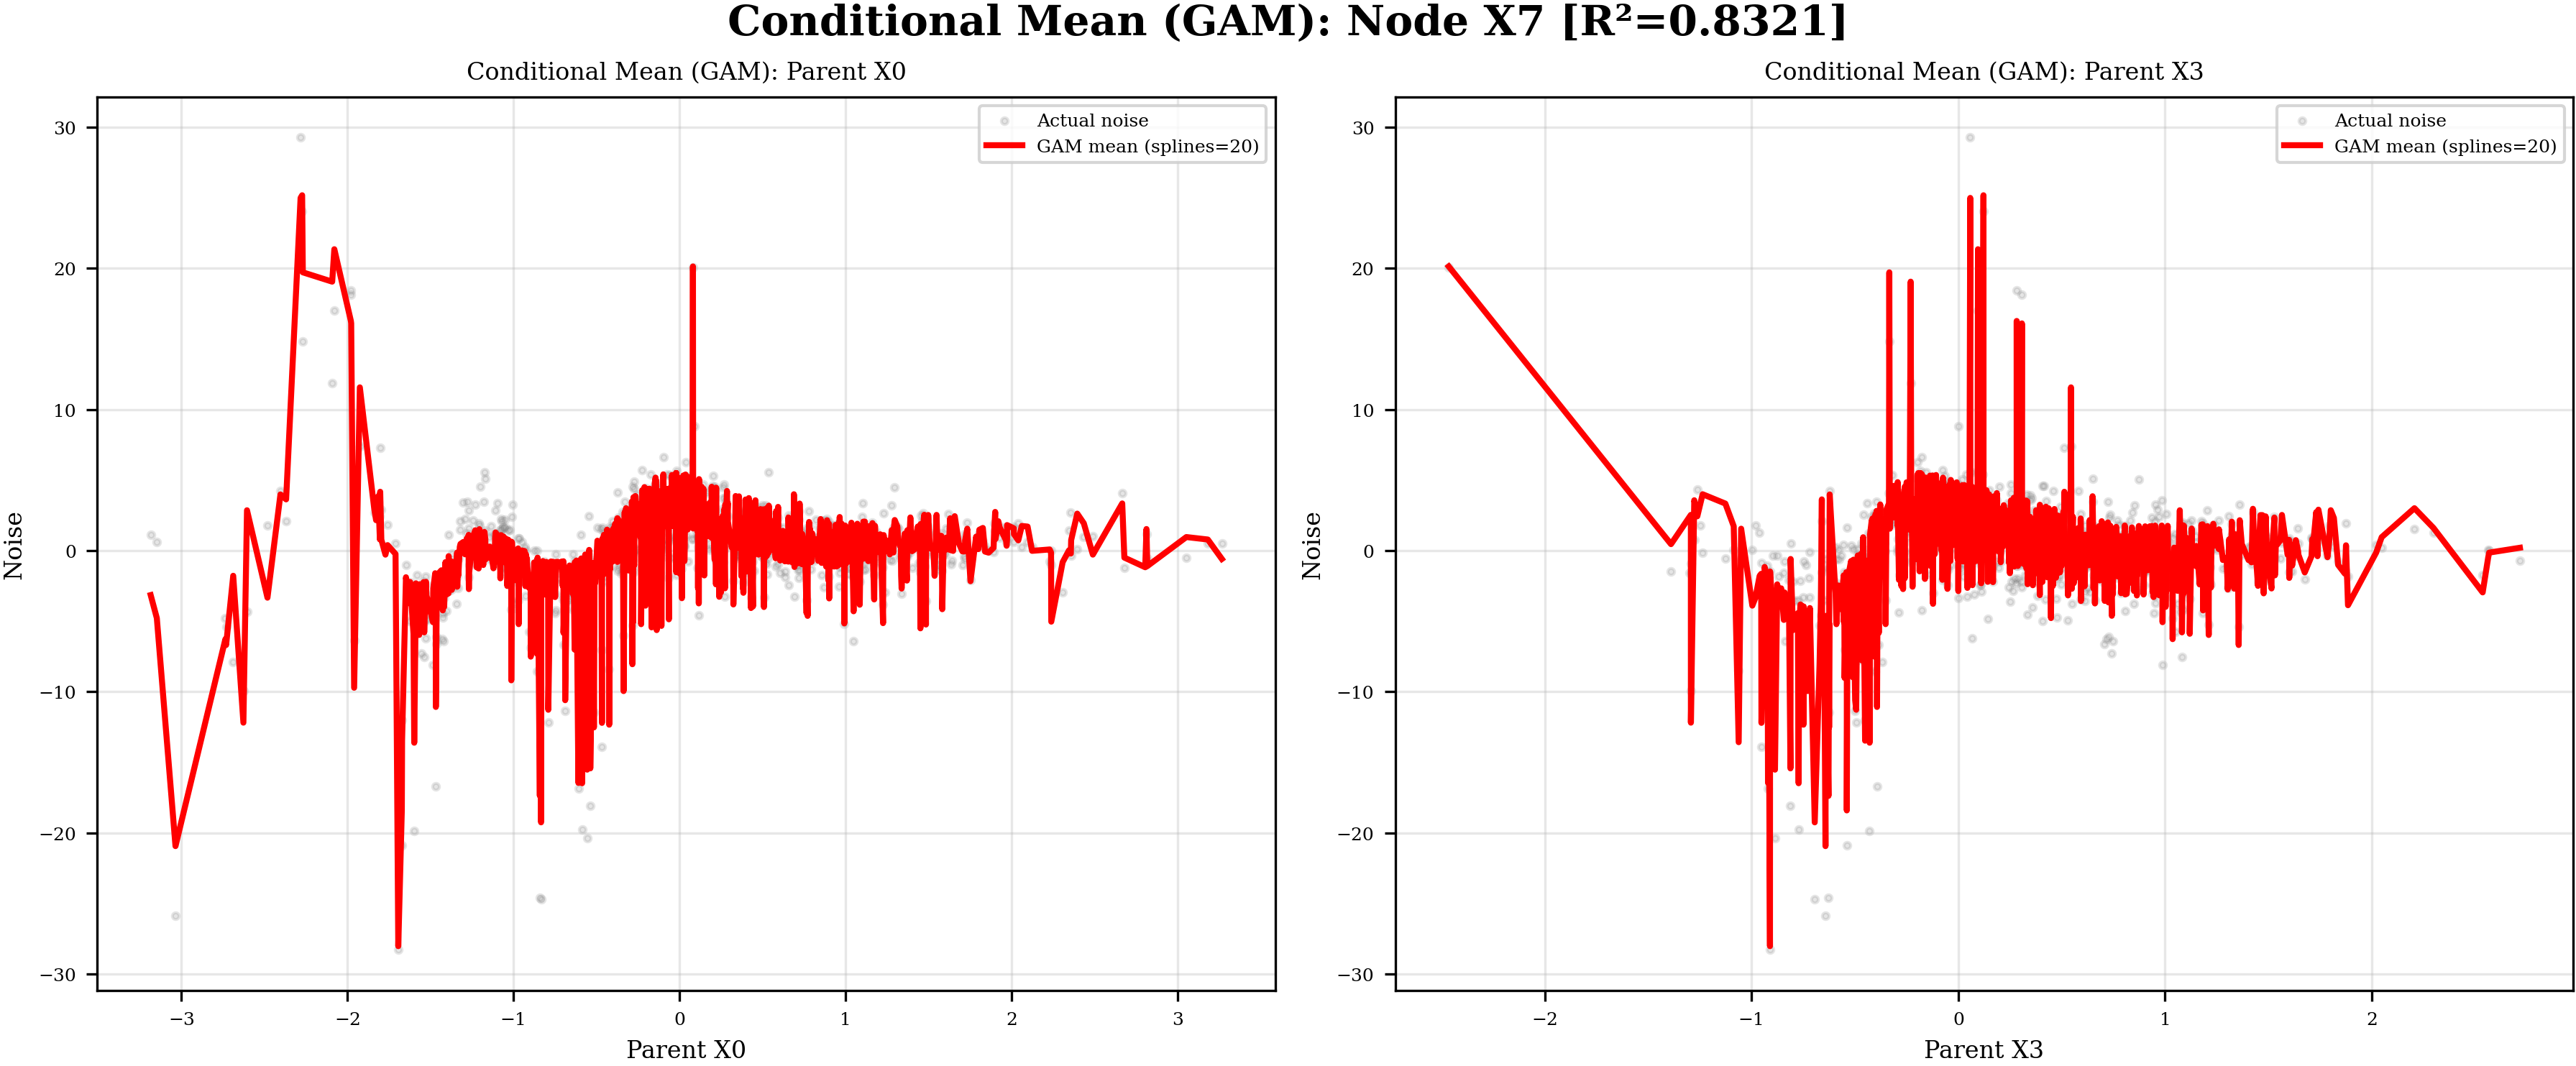 Conditional Mean (GAM): Node X7 [R²=0.8321]
Conditional Mean (GAM): Parent X0
Actual noise
GAM mean (splines=20)
30
20
10
0
−10
−20
−30
Noise
−3
−2
−1
0
1
2
3
Parent X0
Conditional Mean (GAM): Parent X3
Actual noise
GAM mean (splines=20)
30
20
10
0
−10
−20
−30
Noise
−2
−1
0
1
2
Parent X3